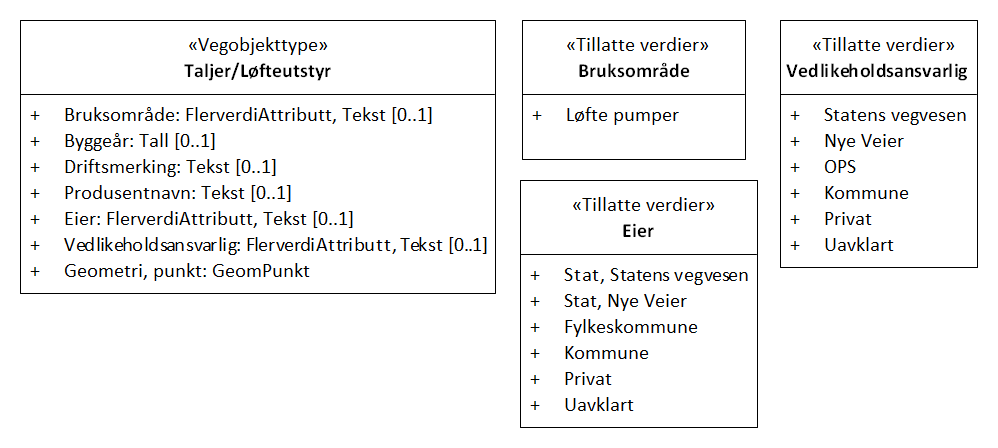 «Vegobjekttype»
Taljer/Løfteutstyr
+ Bruksområde: FlerverdiAttributt, Tekst [0..1]
+ Byggeår: Tall [0..1]
+ Driftsmerking: Tekst [0..1]
+ Produsentnavn: Tekst [0..1]
+ Eier: FlerverdiAttributt, Tekst [0..1]
+ Vedlikeholdsansvarlig: FlerverdiAttributt, Tekst [0..1]
+ Geometri, punkt: GeomPunkt
«Tillatte verdier»
Bruksområde
+ Løfte pumper
«Tillatte verdier»
Eier
+ Stat, Statens vegvesen
+ Stat, Nye Veier
+ Fylkeskommune
+ Kommune
+ Privat
+ Uavklart
«Tillatte verdier»
Vedlikeholdsansvarlig
+ Statens vegvesen
+ Nye Veier
+ OPS
+ Kommune
+ Privat
+ Uavklart